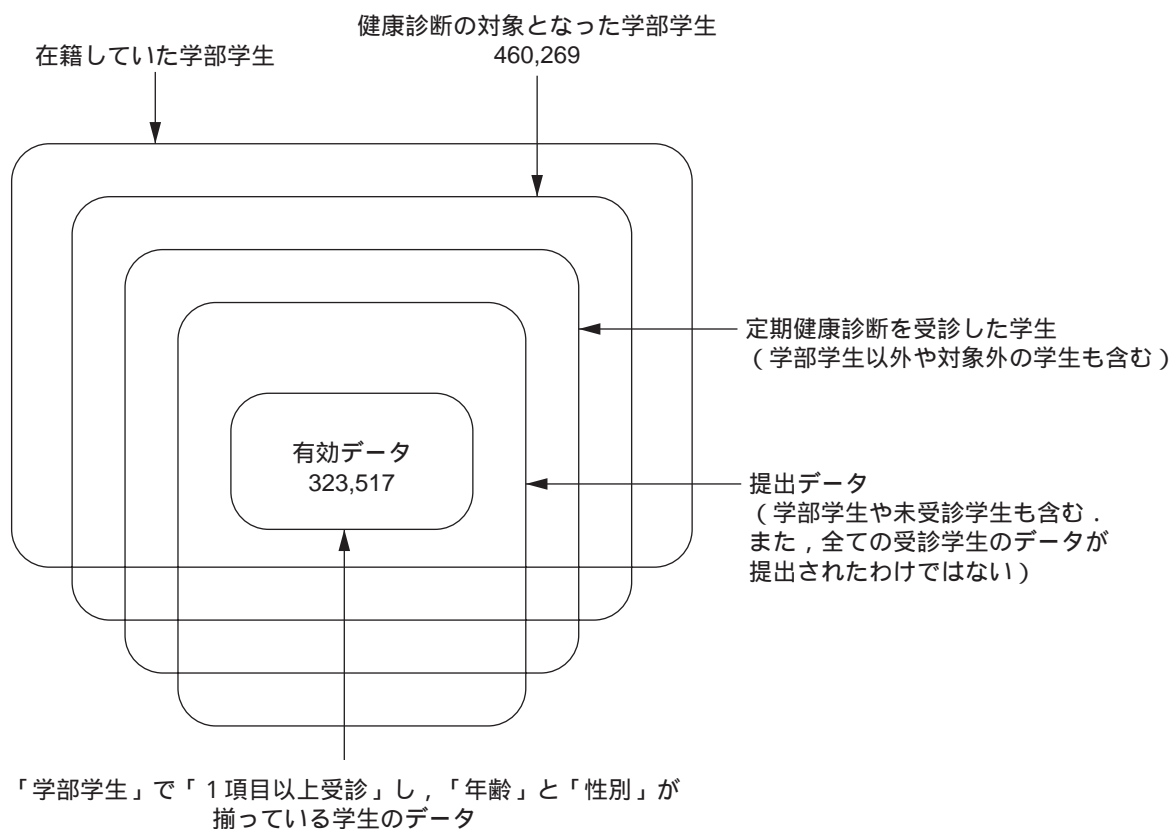 健康診断の対象となった学部学生
460,269
在籍していた学部学生
定期健康診断を受診した学生
（学部学生以外や対象外の学生も含む）
有効データ
323,517
提出データ
（学部学生や未受診学生も含む．
また，全ての受診学生のデータが
提出されたわけではない）
「学部学生」で「1項目以上受診」し，「年齢」と「性別」が
揃っている学生のデータ